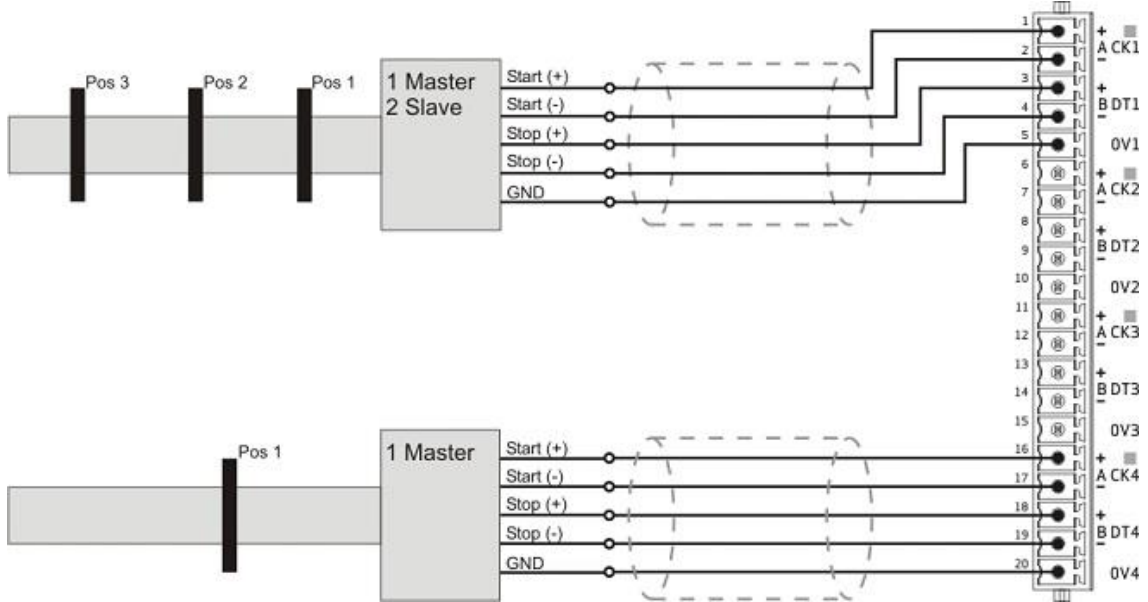 Pos 3 Pos 2 Pos 1
1 Master
2 Slave
Start (+)
Start (-)
Stop (+)
Stop (-)
GND
Pos 1
1 Master
Start (+)
Start (-)
Stop (+)
Stop (-)
GND
1
2
3
4
5
6
7
8
9
10
11
12
13
14
15
16
17
18
19
20
+
A CK1
-
+
B DT1
-
0V1
+
A CK2
-
+
B DT2
-
0V2
+
A CK3
-
+
B DT3
-
0V3
+
A CK4
-
+
B DT4
-
0V4